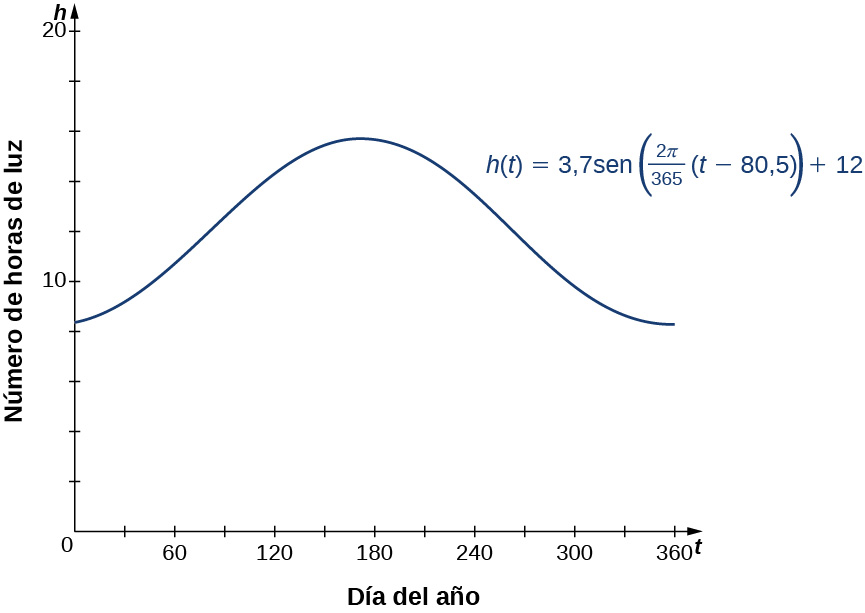 h
20
10
0
Número de horas de luz
h(t) = 3,7sen(2π/365 (t − 80,5)) + 12
60 120 180 240 300 360 t
Día del año